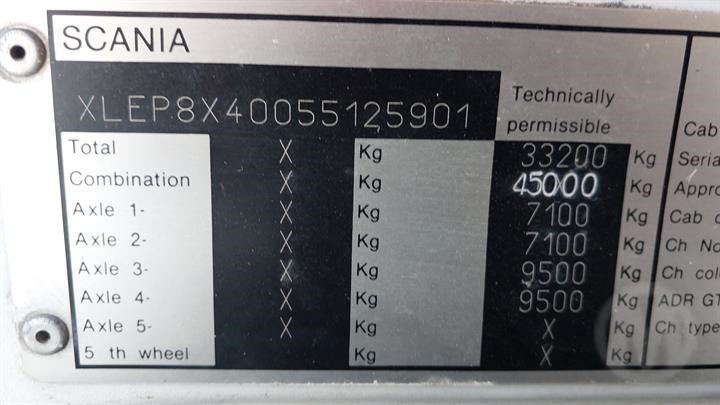 SCANIA
XLEP8X40055125901
Technically
permissible
Total X Kg 33200 Kg
Combination X Kg 45000 Kg
Axle 1- X Kg 7100 Kg
Axle 2- X Kg 7100 Kg
Axle 3- X Kg 9500 Kg
Axle 4- X Kg 9500 Kg
Axle 5- X Kg X Kg
5 th wheel Kg X Kg
Cab
Seria
Appro
Cab c
Ch No
Ch col
ADR GT
Ch type